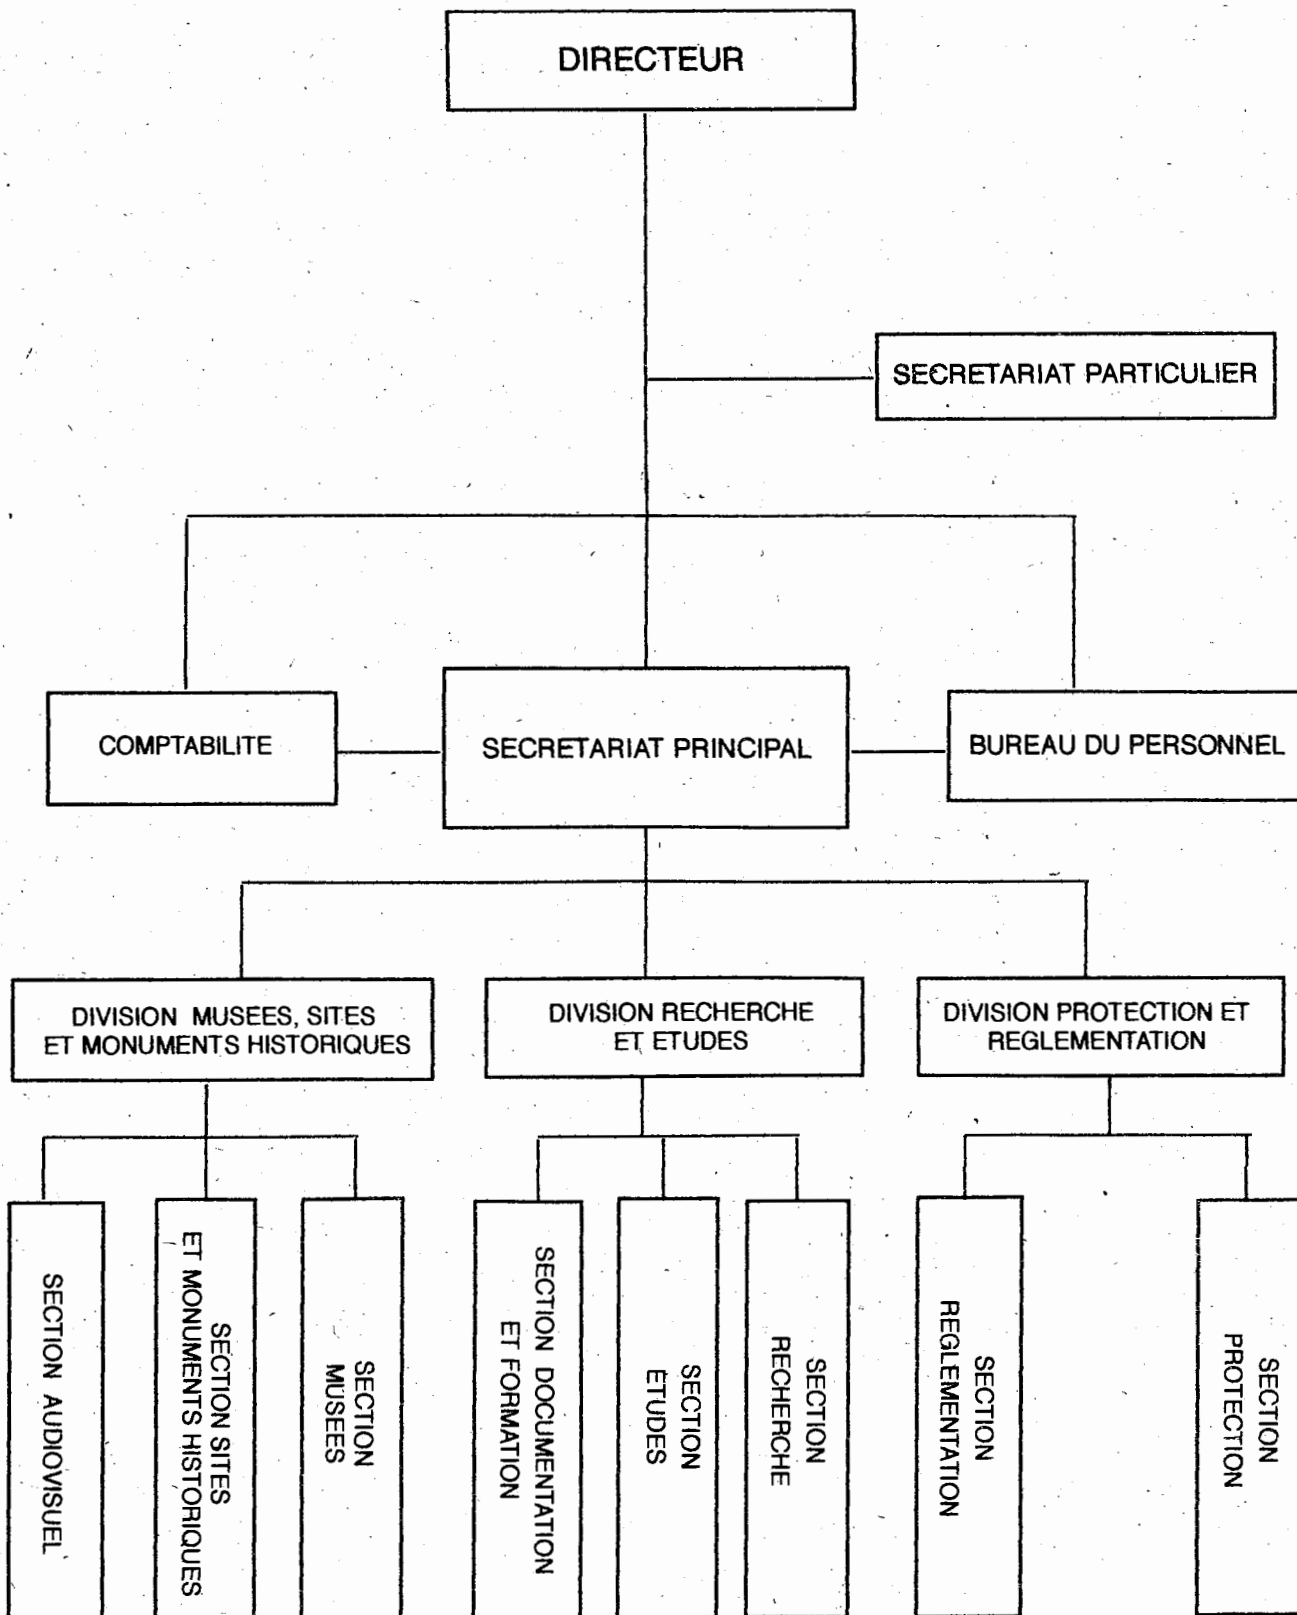 DIRECTEUR
SECRETARIAT PARTICULIER
COMPTABILITE
SECRETARIAT PRINCIPAL
BUREAU DU PERSONNEL
DIVISION MUSEES, SITES
ET MONUMENTS HISTORIQUES
DIVISION RECHERCHE
ET ETUDES
DIVISION PROTECTION ET
REGLEMENTATION
SECTION AUDIOVISUEL
SECTION SITES
ET MONUMENTS HISTORIQUES
SECTION
MUSEES
SECTION DOCUMENTATION
ET FORMATION
SECTION
ETUDES
SECTION
RECHERCHE
SECTION
REGLEMENTATION
SECTION
PROTECTION